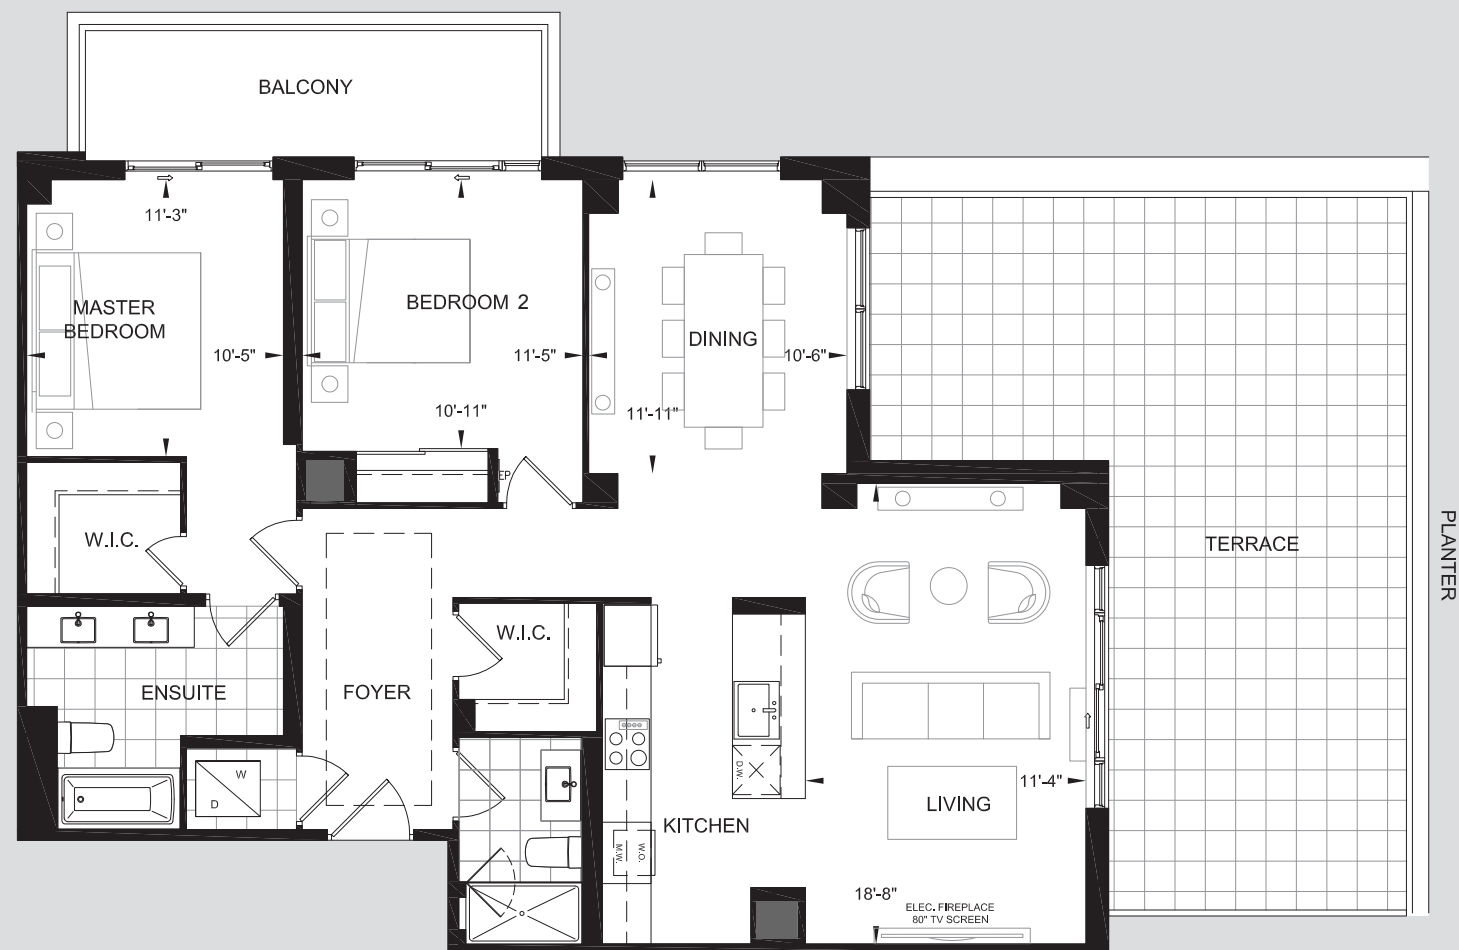 BALCONY
11'-3"
MASTER
BEDROOM
10'-5"
BEDROOM 2
11'-5"
10'-11"
DINING
10'-6"
11'-11"
EP
W.I.C.
TERRACE
PLANTER
W.I.C.
ENSUITE
FOYER
W
D
D.W.
11'-4"
LIVING
KITCHEN
W.O.
M.W.
18'-8"
ELEC. FIREPLACE
80" TV SCREEN